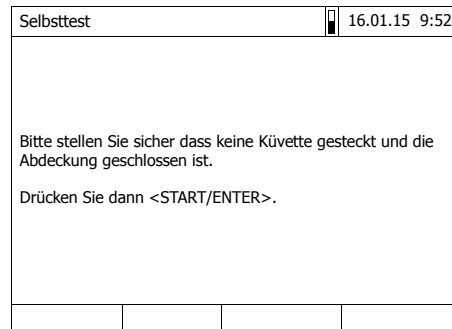 Selbsttest 16.01.15 9:52
Bitte stellen Sie sicher dass keine Küvette gesteckt und die
Abdeckung geschlossen ist.
Drücken Sie dann <START/ENTER>.